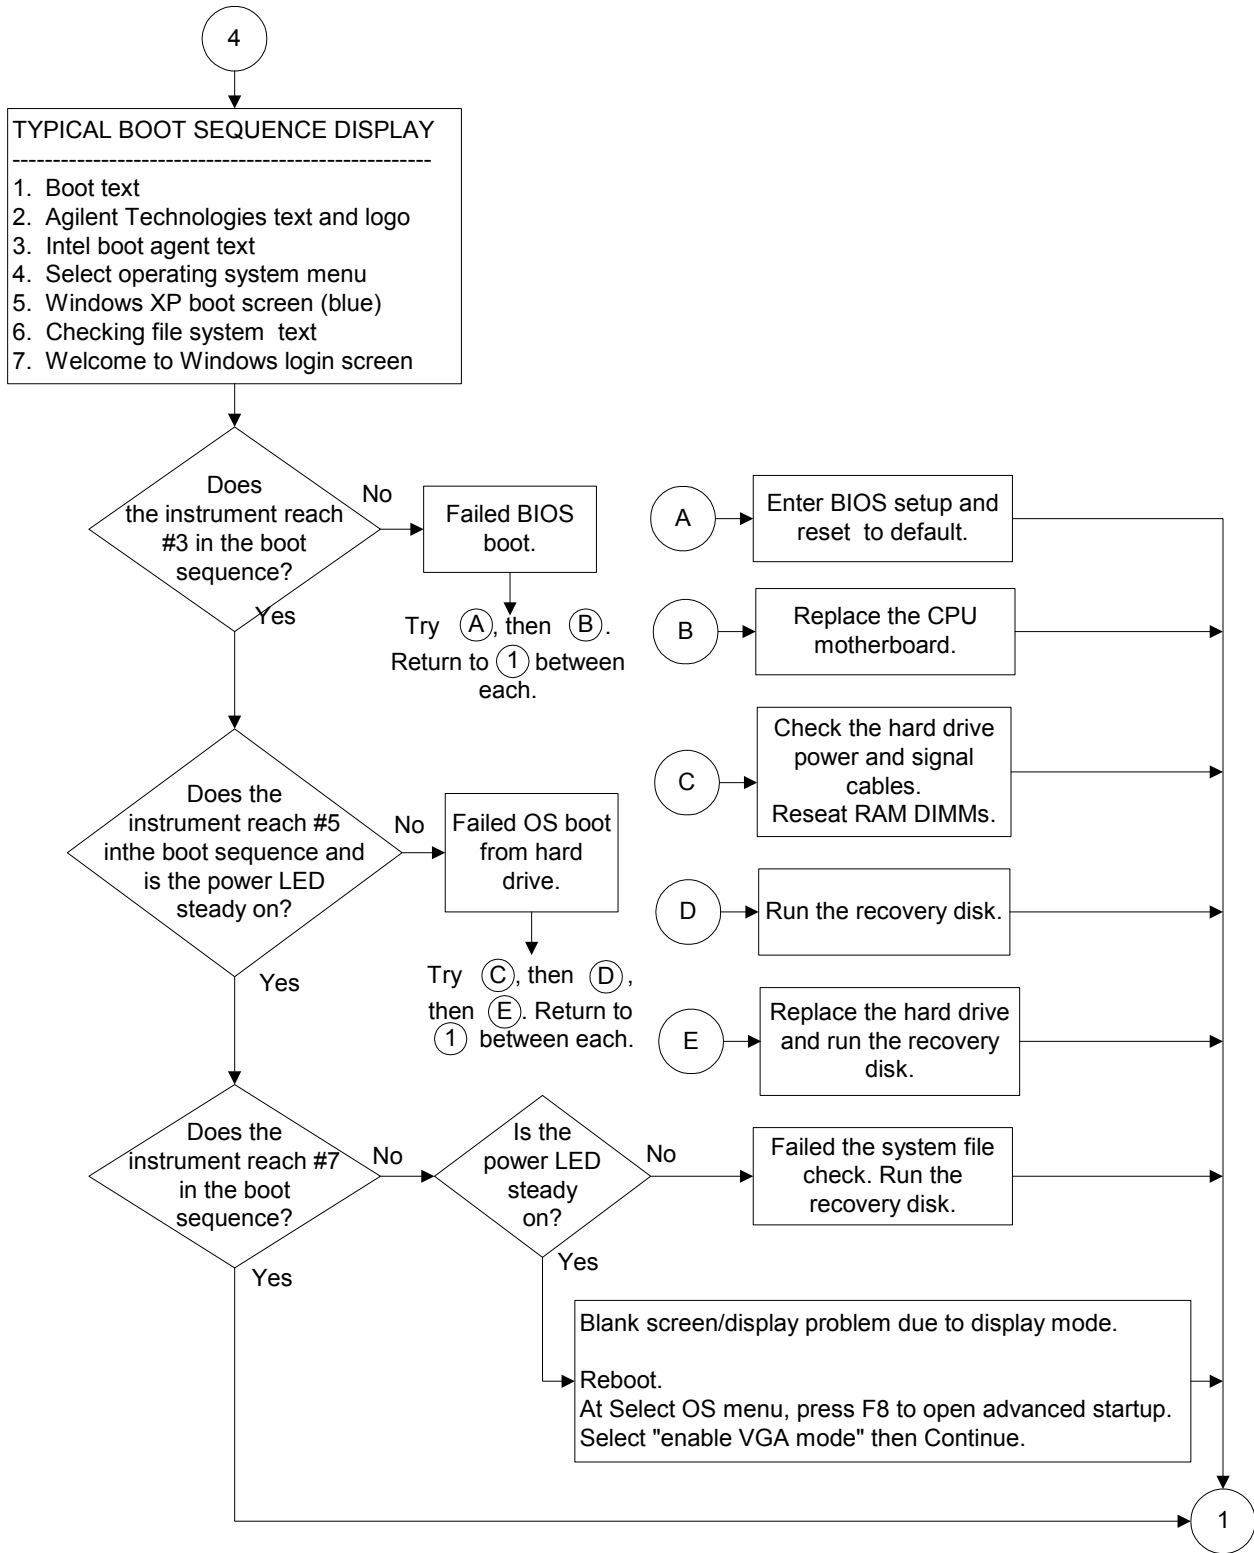 4
TYPICAL BOOT SEQUENCE DISPLAY
----------------------------------------------------
1. Boot text
2. Agilent Technologies text and logo
3. Intel boot agent text
4. Select operating system menu
5. Windows XP boot screen (blue)
6. Checking file system text
7. Welcome to Windows login screen
Does
the instrument reach
#3 in the boot
sequence?
No
Yes
Failed BIOS
boot.
Try A, then B.
Return to 1 between
each.
A
Enter BIOS setup and
reset to default.
B
Replace the CPU
motherboard.
C
Check the hard drive
power and signal
cables.
Reseat RAM DIMMs.
Does the
instrument reach #5
inthe boot sequence and
is the power LED
steady on?
No
Yes
Failed OS boot
from hard
drive.
Try C, then D,
then E. Return to
1 between each.
D
Run the recovery disk.
E
Replace the hard drive
and run the recovery
disk.
Does the
instrument reach #7
in the boot
sequence?
No
Yes
Is the
power LED
steady
on?
No
Yes
Failed the system file
check. Run the
recovery disk.
Blank screen/display problem due to display mode.
Reboot.
At Select OS menu, press F8 to open advanced startup.
Select "enable VGA mode" then Continue.
1